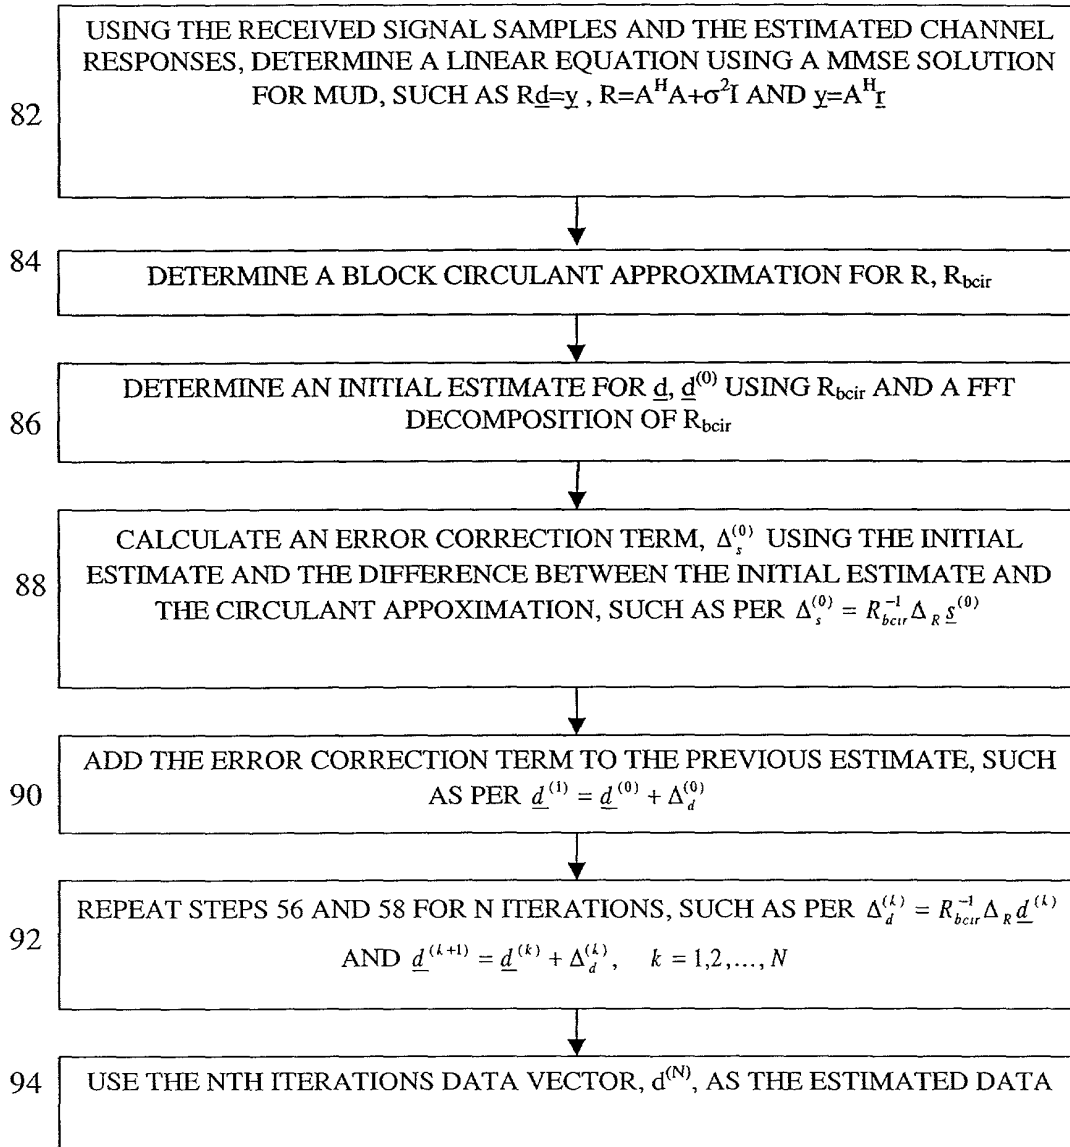 USING THE RECEIVED SIGNAL SAMPLES AND THE ESTIMATED CHANNEL
RESPONSES, DETERMINE A LINEAR EQUATION USING A MMSE SOLUTION
FOR MUD, SUCH AS R<u>d</u>=<u>y</u> , R=A^H A+σ²I AND <u>y</u>=A^H <u>r</u>
82
84
DETERMINE A BLOCK CIRCULANT APPROXIMATION FOR R, R_bcir
DETERMINE AN INITIAL ESTIMATE FOR <u>d</u>, <u>d</u>^(0) USING R_bcir AND A FFT
DECOMPOSITION OF R_bcir
86
CALCULATE AN ERROR CORRECTION TERM, Δ_s^(0) USING THE INITIAL
ESTIMATE AND THE DIFFERENCE BETWEEN THE INITIAL ESTIMATE AND
THE CIRCULANT APPOXIMATION, SUCH AS PER Δ_s^(0) = R_bcir^-1 Δ_R <u>s</u>^(0)
88
ADD THE ERROR CORRECTION TERM TO THE PREVIOUS ESTIMATE, SUCH
AS PER <u>d</u>^(1) = <u>d</u>^(0) + Δ_d^(0)
90
REPEAT STEPS 56 AND 58 FOR N ITERATIONS, SUCH AS PER Δ_d^(k) = R_bcir^-1 Δ_R <u>d</u>^(k)
AND <u>d</u>^(k+1) = <u>d</u>^(k) + Δ_d^(k), k = 1,2,..., N
92
94
USE THE NTH ITERATIONS DATA VECTOR, d^(N), AS THE ESTIMATED DATA